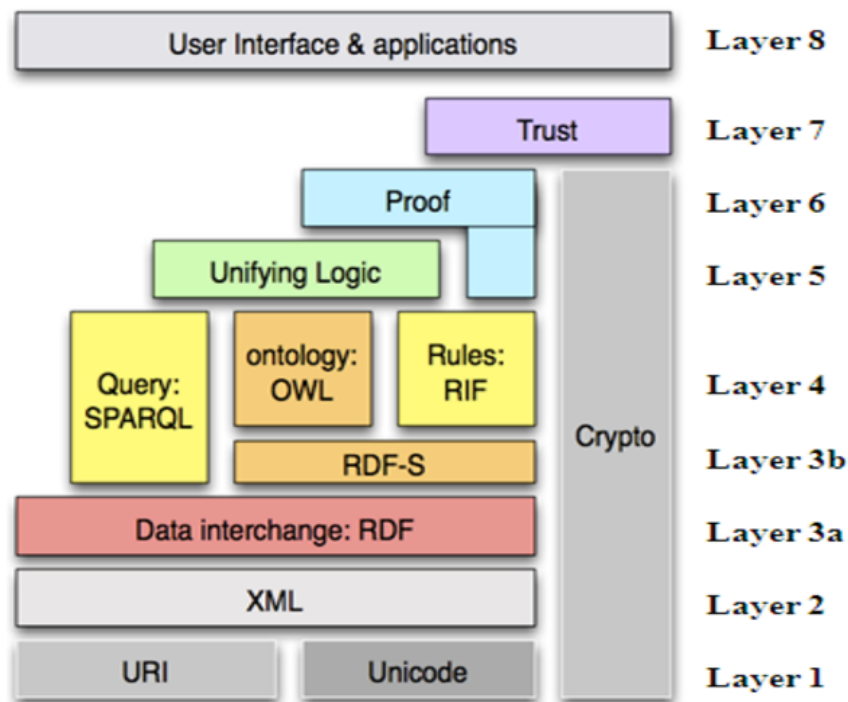 User Interface & applications
Layer 8
Trust
Layer 7
Proof
Layer 6
Unifying Logic
Layer 5
Query:
SPARQL
ontology:
OWL
Rules:
RIF
Layer 4
Crypto
RDF-S
Layer 3b
Data interchange: RDF
Layer 3a
XML
Layer 2
URI
Unicode
Layer 1